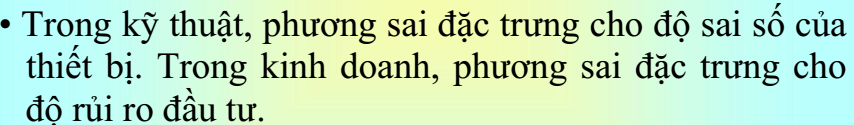 • Trong kỹ thuật, phương sai đặc trưng cho độ sai số của
thiết bị. Trong kinh doanh, phương sai đặc trưng cho
độ rủi ro đầu tư.